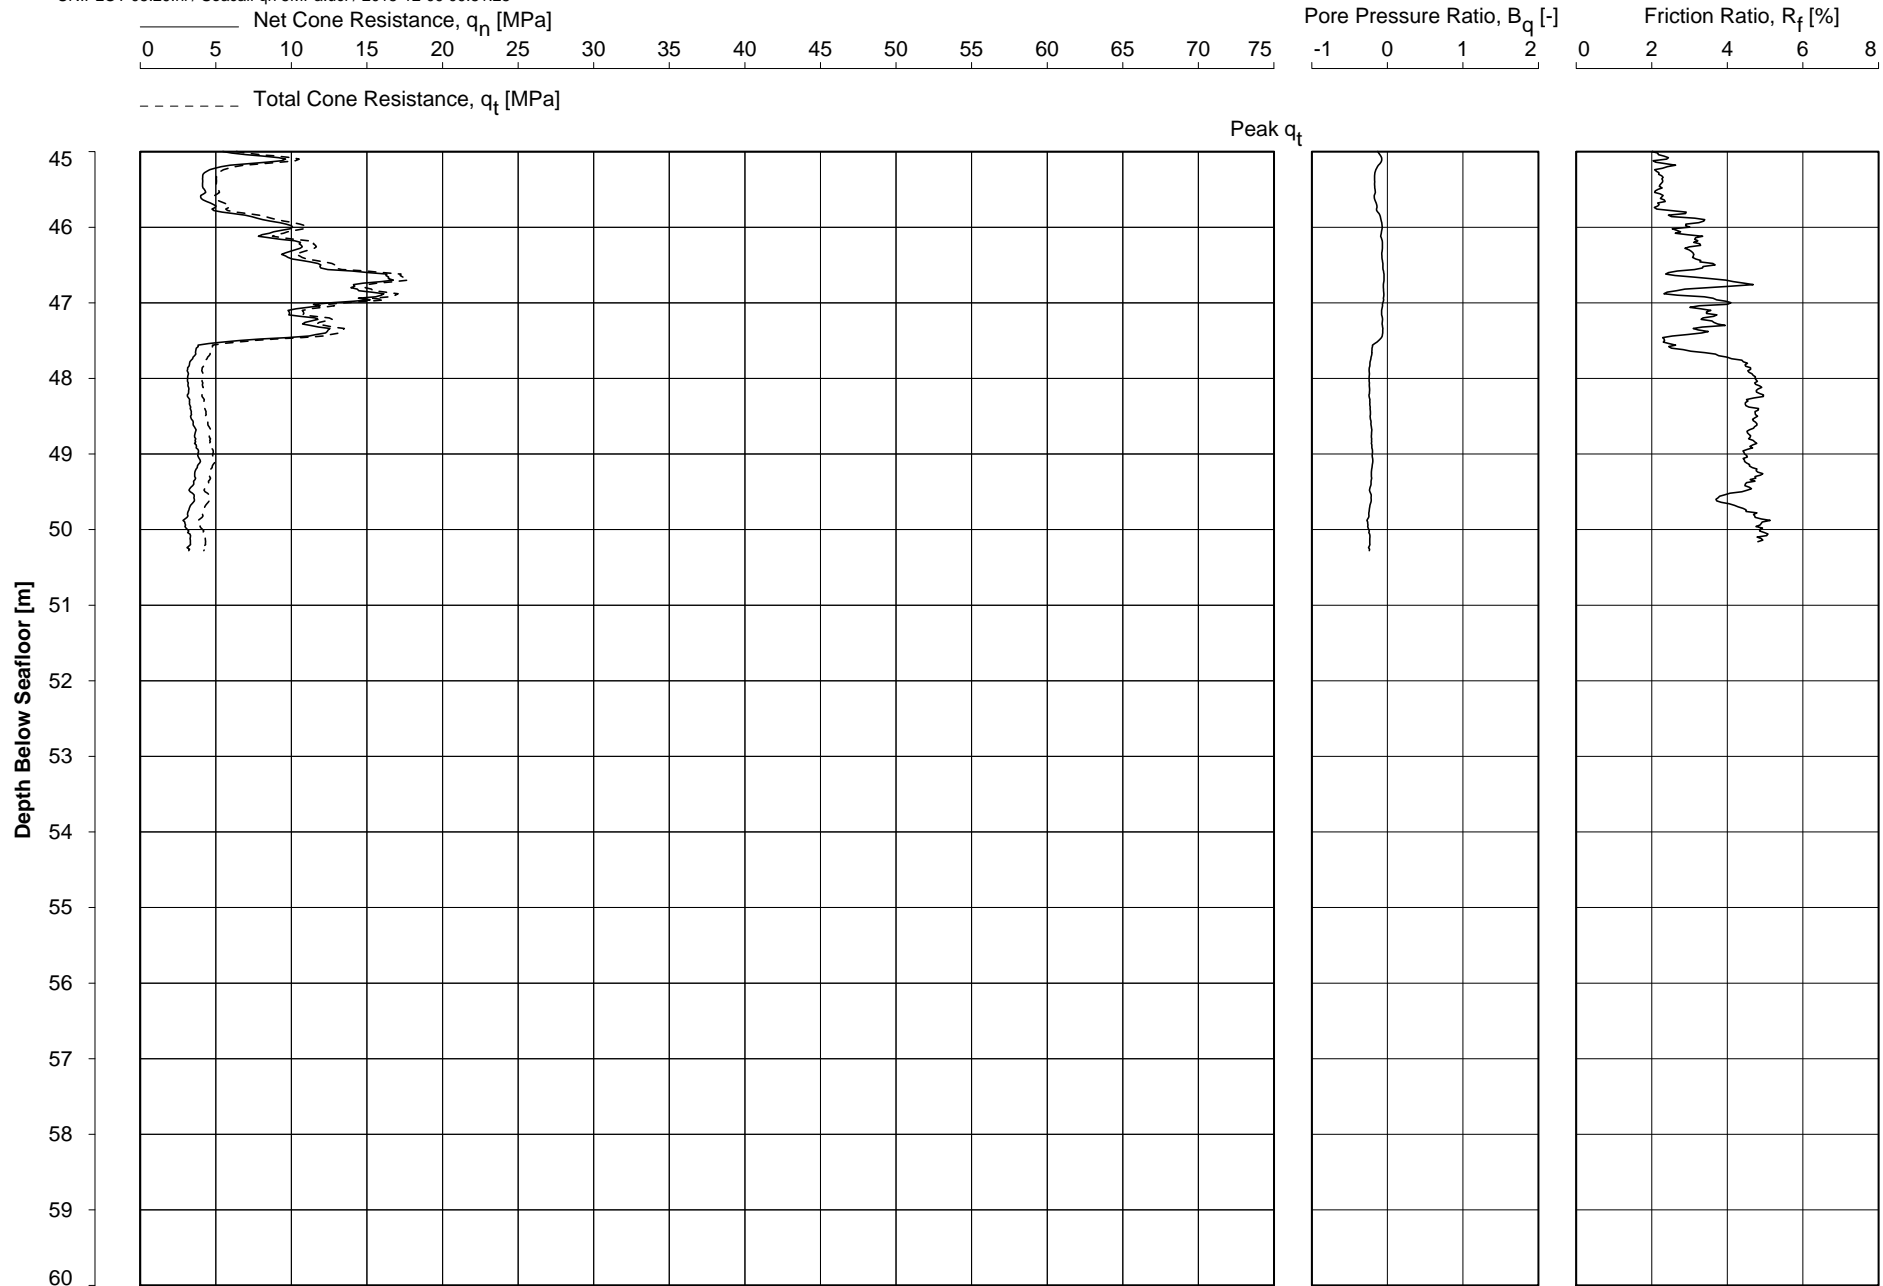 Net Cone Resistance, qn [MPa]
Pore Pressure Ratio, Bq [-]
Friction Ratio, Rf [%]
0 5 10 15 20 25 30 35 40 45 50 55 60 65 70 75
-1 0 1 2
0 2 4 6 8
Total Cone Resistance, qt [MPa]
Peak qt
45
46
47
48
49
50
51
52
53
54
55
56
57
58
59
60
Depth Below Seafloor [m]